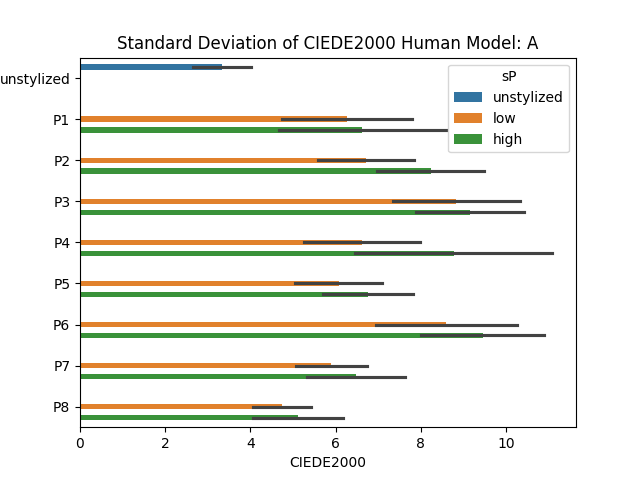 Standard Deviation of CIEDE2000 Human Model: A
sP
unstylized
low
high
unstylized
P1
P2
P3
P4
P5
P6
P7
P8
0 2 4 6 8 10
CIEDE2000